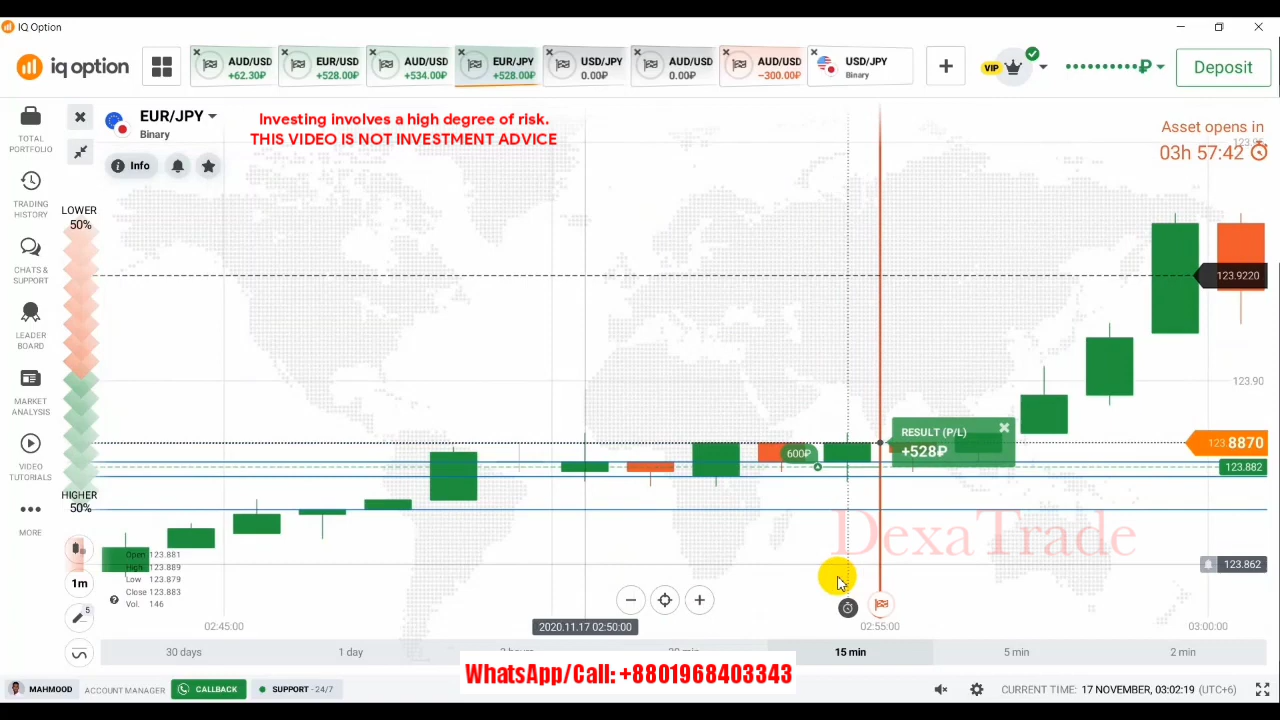 IQ Option
iq option
AUD/USD
+62.30₽
EUR/USD
+528.00₽
AUD/USD
+534.00₽
EUR/JPY
+528.00₽
USD/JPY
0.00₽
AUD/USD
0.00₽
AUD/USD
-300.00₽
USD/JPY
Binary
VIP
₽
Deposit
TOTAL
PORTFOLIO
TRADING
HISTORY
CHATS &
SUPPORT
LEADER
BOARD
MARKET
ANALYSIS
VIDEO
TUTORIALS
MORE
EUR/JPY
Binary
Info
Investing involves a high degree of risk.
THIS VIDEO IS NOT INVESTMENT ADVICE
Asset opens in
03h 57:42
LOWER
50%
HIGHER
50%
123.9220
123.90
123.8870
123.882
123.862
600₽
RESULT (P/L)
+528₽
DexaTrade
Open 123.881
High 123.889
Low 123.879
Close 123.883
Vol. 146
1m
5
02:45:00
2020.11.17 02:50:00
02:55:00
03:00:00
30 days
1 day
15 min
5 min
2 min
WhatsApp/Call: +8801968403343
MAHMOOD
ACCOUNT MANAGER
CALLBACK
SUPPORT - 24/7
CURRENT TIME: 17 NOVEMBER, 03:02:19 (UTC+6)